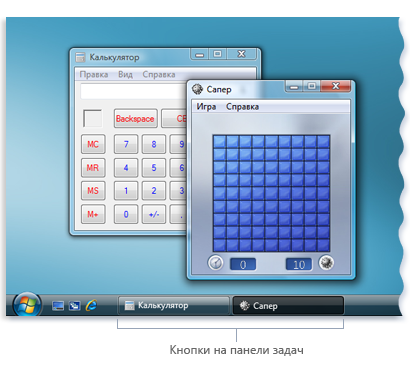 Калькулятор
Правка Вид Справка
Backspace CE
MC 7 8 9
MR 4 5 6
MS 1 2 3
M+ 0 +/- ,
Сапер
Игра Справка
0 10
Калькулятор Сапер
Кнопки на панели задач